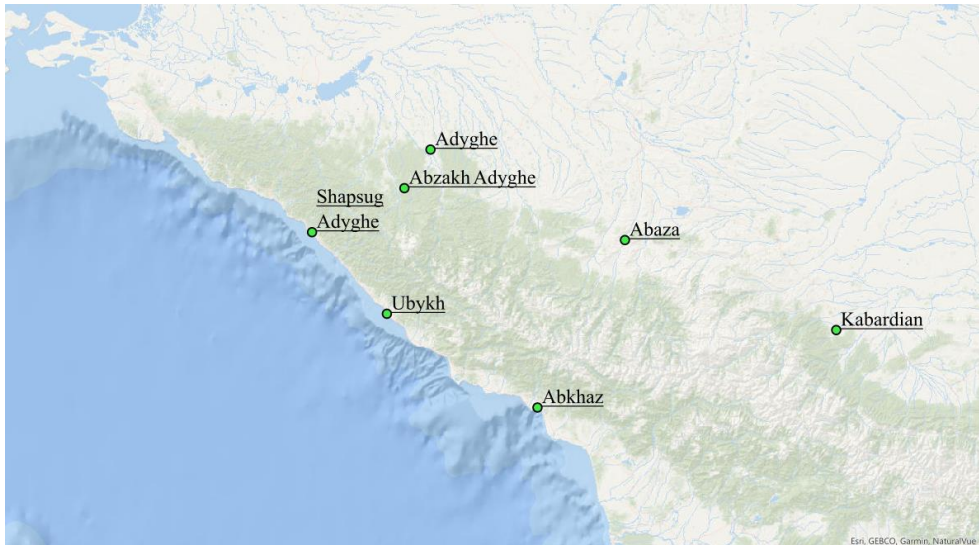 Adyghe
Abzakh Adyghe
Shapsug
Adyghe
Abaza
Ubykh
Kabardian
Abkhaz
Esri, GEBCO, Garmin, NaturalVue